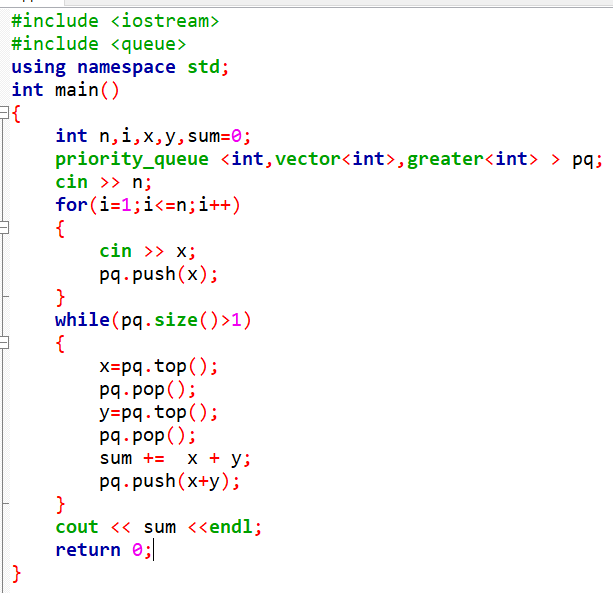 #include <iostream>
#include <queue>
using namespace std;
int main()
{
    int n,i,x,y,sum=0;
    priority_queue <int,vector<int>,greater<int> > pq;
    cin >> n;
    for(i=1;i<=n;i++)
    {
        cin >> x;
        pq.push(x);
    }
    while(pq.size()>1)
    {
        x=pq.top();
        pq.pop();
        y=pq.top();
        pq.pop();
        sum +=  x + y;
        pq.push(x+y);
    }
    cout << sum <<endl;
    return 0;
}